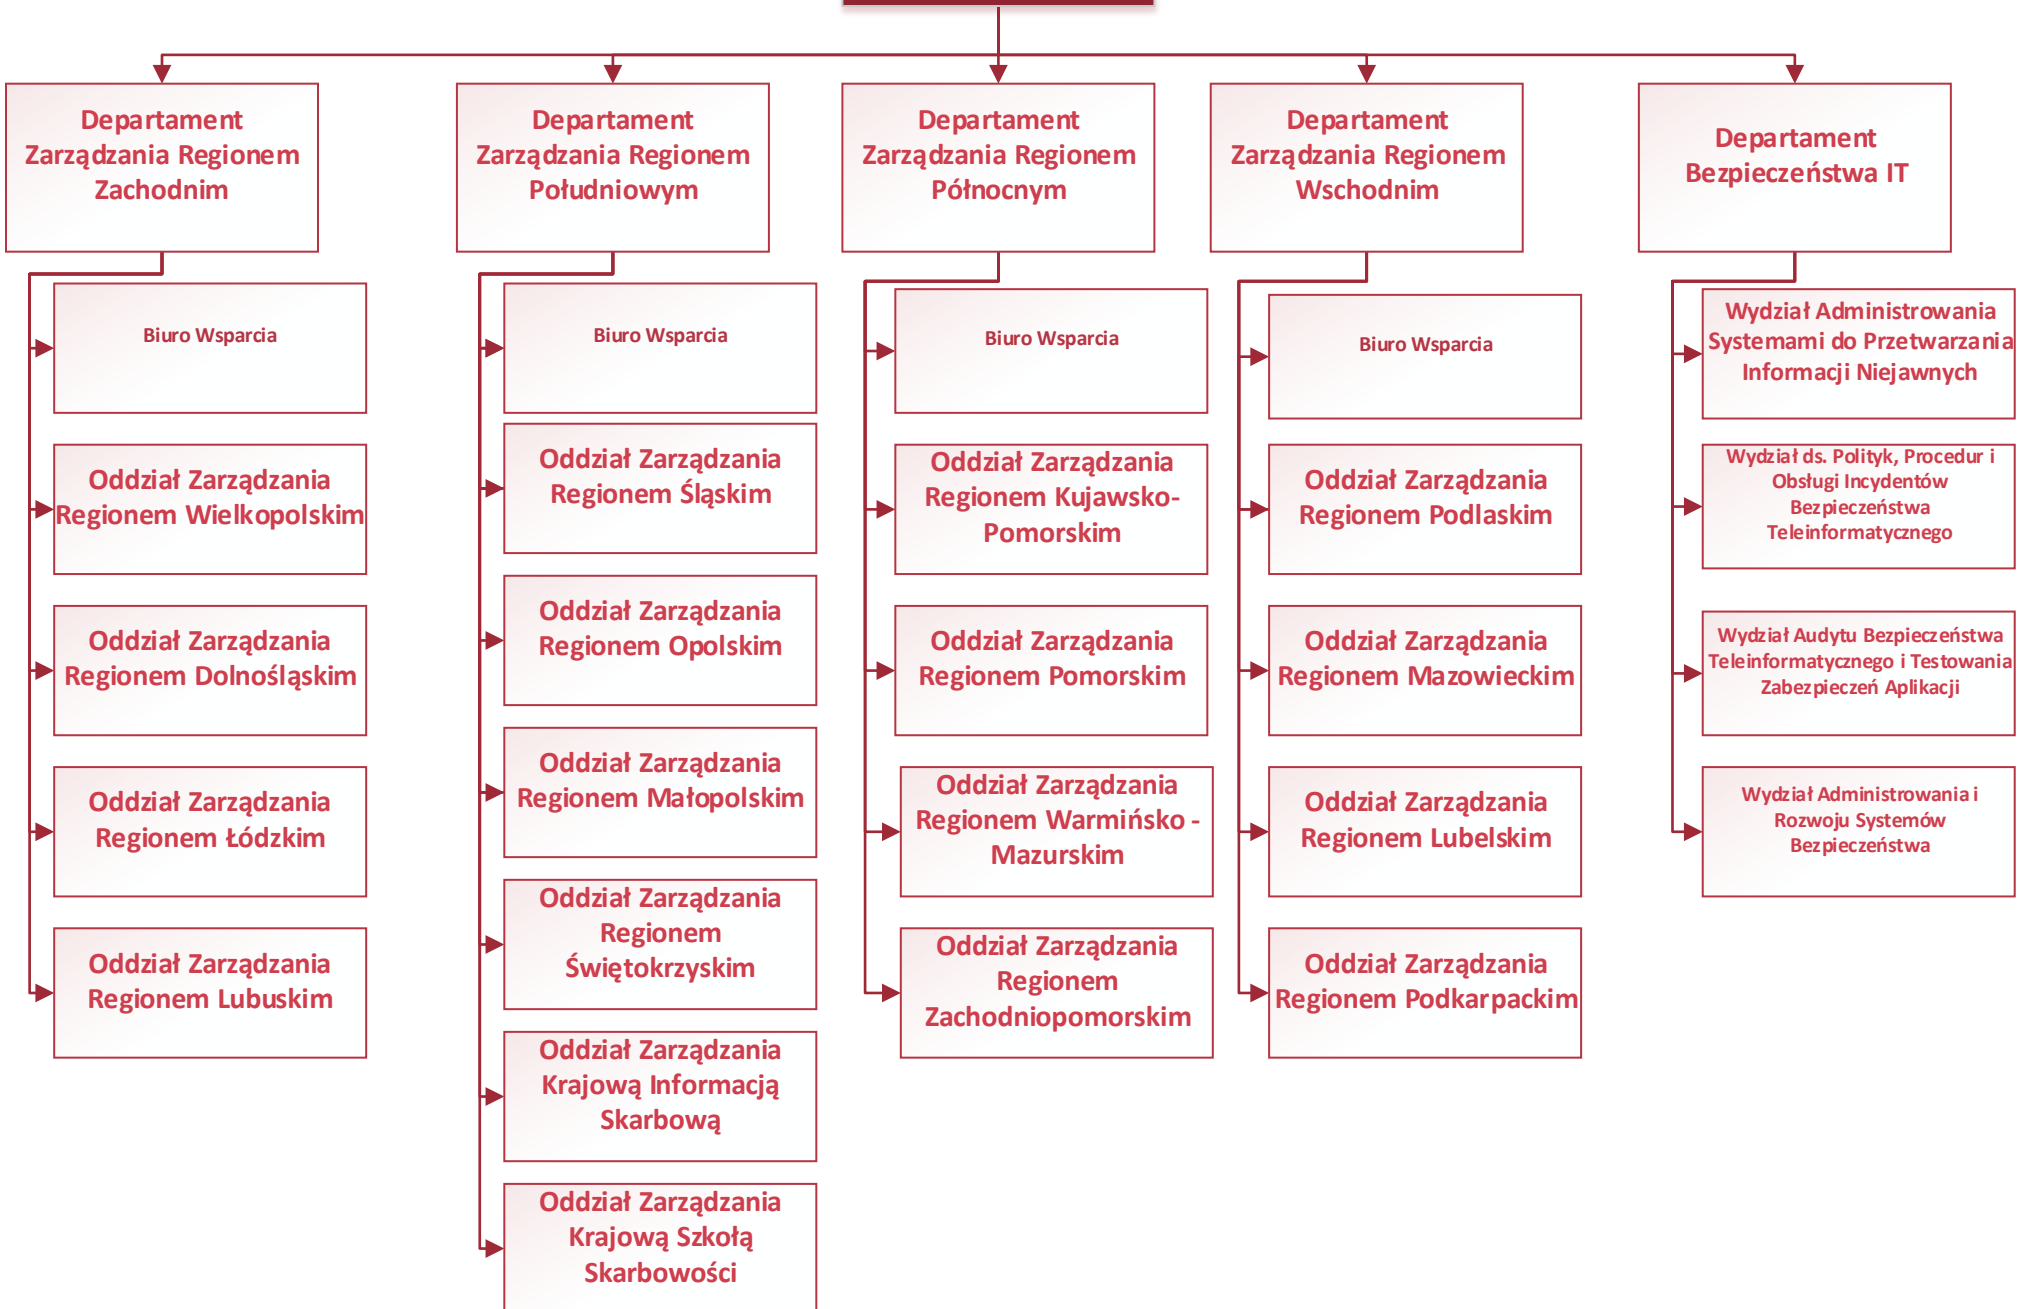 Departament
Zarządzania Regionem
Zachodnim
Departament
Zarządzania Regionem
Południowym
Departament
Zarządzania Regionem
Północnym
Departament
Zarządzania Regionem
Wschodnim
Departament
Bezpieczeństwa IT
Biuro Wsparcia
Oddział Zarządzania
Regionem Wielkopolskim
Oddział Zarządzania
Regionem Dolnośląskim
Oddział Zarządzania
Regionem Łódzkim
Oddział Zarządzania
Regionem Lubuskim
Biuro Wsparcia
Oddział Zarządzania
Regionem Śląskim
Oddział Zarządzania
Regionem Opolskim
Oddział Zarządzania
Regionem Małopolskim
Oddział Zarządzania
Regionem
Świętokrzyskim
Oddział Zarządzania
Krajową Informacją
Skarbową
Oddział Zarządzania
Krajową Szkołą
Skarbowości
Biuro Wsparcia
Oddział Zarządzania
Regionem Kujawsko-
Pomorskim
Oddział Zarządzania
Regionem Pomorskim
Oddział Zarządzania
Regionem Warmińsko -
Mazurskim
Oddział Zarządzania
Regionem
Zachodniopomorskim
Biuro Wsparcia
Oddział Zarządzania
Regionem Podlaskim
Oddział Zarządzania
Regionem Mazowieckim
Oddział Zarządzania
Regionem Lubelskim
Oddział Zarządzania
Regionem Podkarpackim
Wydział Administrowania
Systemami do Przetwarzania
Informacji Niejawnych
Wydział ds. Polityk, Procedur i
Obsługi Incydentów
Bezpieczeństwa
Teleinformatycznego
Wydział Audytu Bezpieczeństwa
Teleinformatycznego i Testowania
Zabezpieczeń Aplikacji
Wydział Administrowania i
Rozwoju Systemów
Bezpieczeństwa